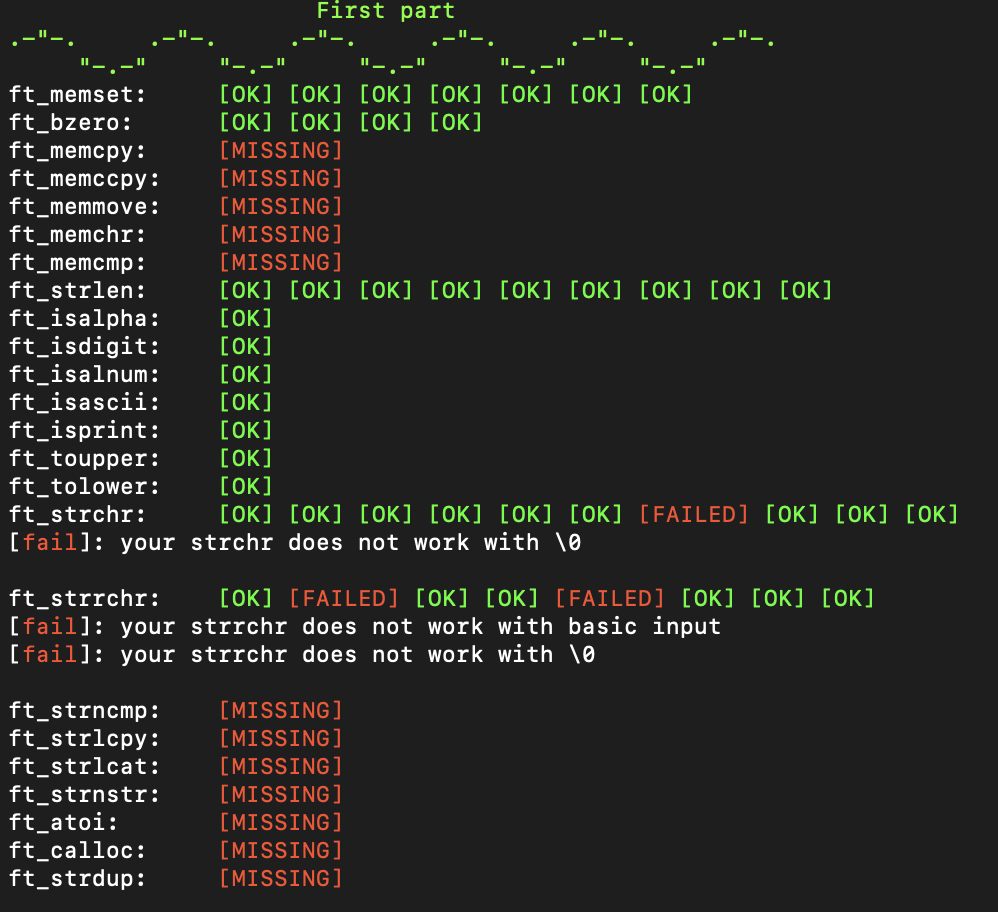 First part
.–"–.     .–"–.     .–"–.     .–"–.     .–"–.     .–"–.
     "–.–"     "–.–"     "–.–"     "–.–"     "–.–"
ft_memset: [OK] [OK] [OK] [OK] [OK] [OK] [OK]
ft_bzero: [OK] [OK] [OK] [OK]
ft_memcpy: [MISSING]
ft_memccpy: [MISSING]
ft_memmove: [MISSING]
ft_memchr: [MISSING]
ft_memcmp: [MISSING]
ft_strlen: [OK] [OK] [OK] [OK] [OK] [OK] [OK] [OK] [OK]
ft_isalpha: [OK]
ft_isdigit: [OK]
ft_isalnum: [OK]
ft_isascii: [OK]
ft_isprint: [OK]
ft_toupper: [OK]
ft_tolower: [OK]
ft_strchr: [OK] [OK] [OK] [OK] [OK] [OK] [FAILED] [OK] [OK] [OK]
[fail]: your strchr does not work with \0
ft_strrchr: [OK] [FAILED] [OK] [OK] [FAILED] [OK] [OK] [OK]
[fail]: your strrchr does not work with basic input
[fail]: your strrchr does not work with \0
ft_strncmp: [MISSING]
ft_strlcpy: [MISSING]
ft_strlcat: [MISSING]
ft_strnstr: [MISSING]
ft_atoi: [MISSING]
ft_calloc: [MISSING]
ft_strdup: [MISSING]